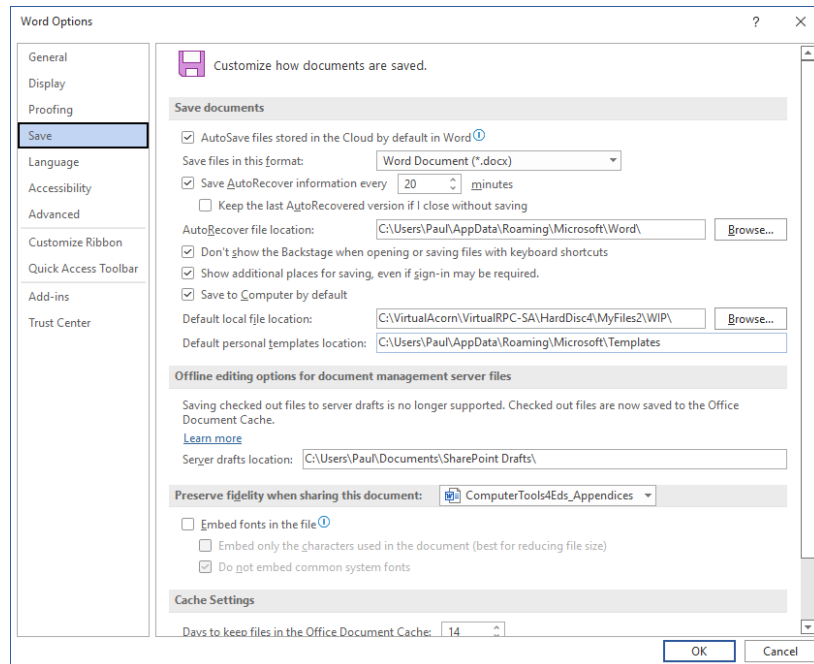 Word Options
?
General
Display
Proofing
Save
Language
Accessibility
Advanced
Customize Ribbon
Quick Access Toolbar
Add-ins
Trust Center
Customize how documents are saved.
Save documents
AutoSave files stored in the Cloud by default in Word
Save files in this format: Word Document (*.docx)
Save AutoRecover information every 20 minutes
Keep the last AutoRecovered version if I close without saving
AutoRecover file location: C:\Users\Paul\AppData\Roaming\Microsoft\Word\ Browse...
Don't show the Backstage when opening or saving files with keyboard shortcuts
Show additional places for saving, even if sign-in may be required.
Save to Computer by default
Default local file location: C:\VirtualAcorn\VirtualRPC-SA\HardDisc4\MyFiles2\WIP\ Browse...
Default personal templates location: C:\Users\Paul\AppData\Roaming\Microsoft\Templates
Offline editing options for document management server files
Saving checked out files to server drafts is no longer supported. Checked out files are now saved to the Office
Document Cache.
Learn more
Server drafts location: C:\Users\Paul\Documents\SharePoint Drafts\
Preserve fidelity when sharing this document: ComputerTools4Eds_Appendices
Embed fonts in the file
Embed only the characters used in the document (best for reducing file size)
Do not embed common system fonts
Cache Settings
Days to keep files in the Office Document Cache: 14
OK Cancel